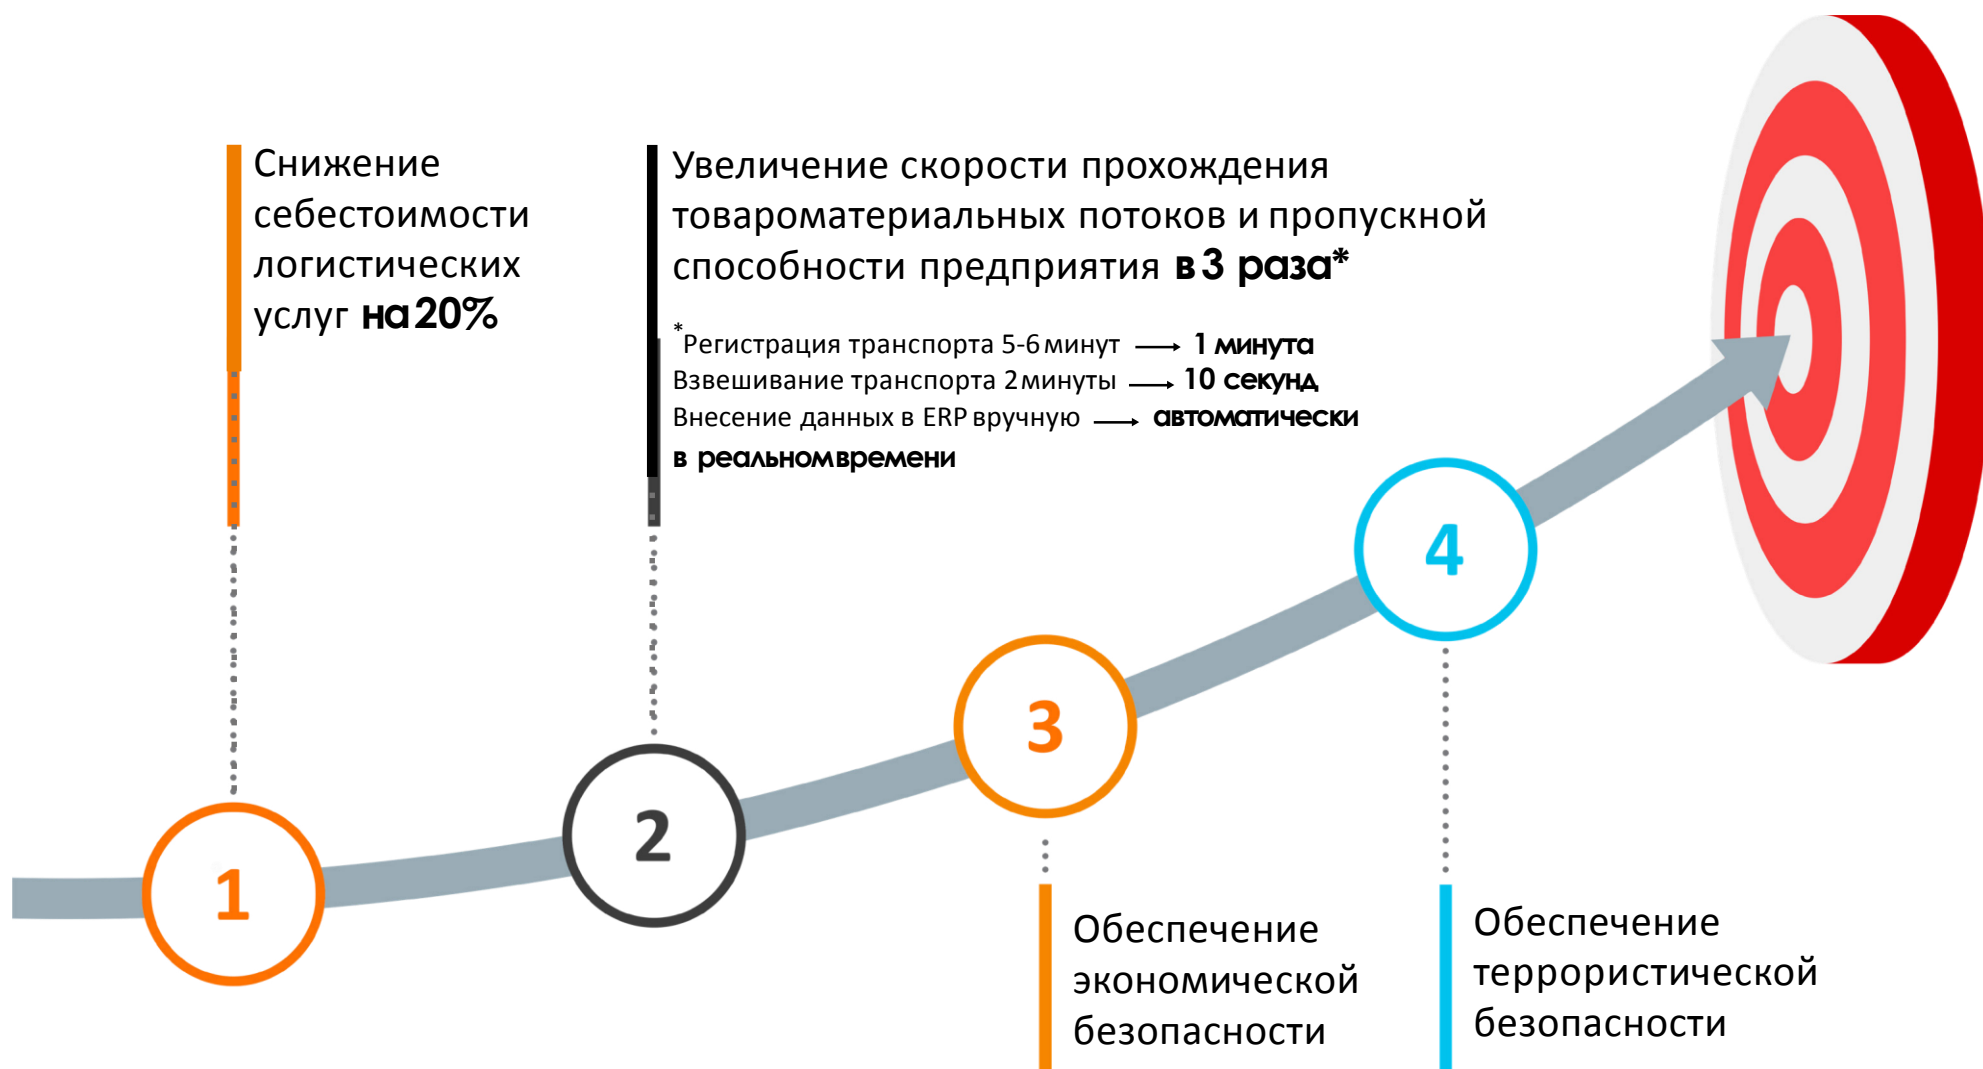 Снижение
себестоимости
логистических
услуг на 20%
Увеличение скорости прохождения
товароматериальных потоков и пропускной
способности предприятия в 3 раза*
*Регистрация транспорта 5-6 минут → 1 минута
Взвешивание транспорта 2 минуты → 10 секунд
Внесение данных в ERP вручную → автоматически
в реальном времени
1
2
3
4
Обеспечение
экономической
безопасности
Обеспечение
террористической
безопасности